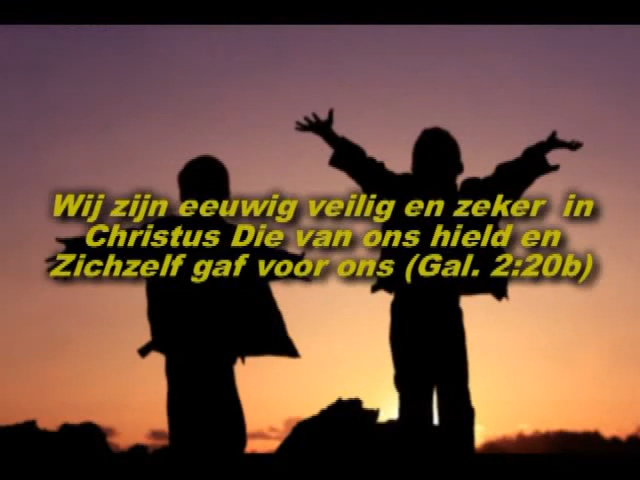 Wij zijn eeuwig veilig en zeker in
Christus Die van ons hield en
Zichzelf gaf voor ons (Gal. 2:20b)